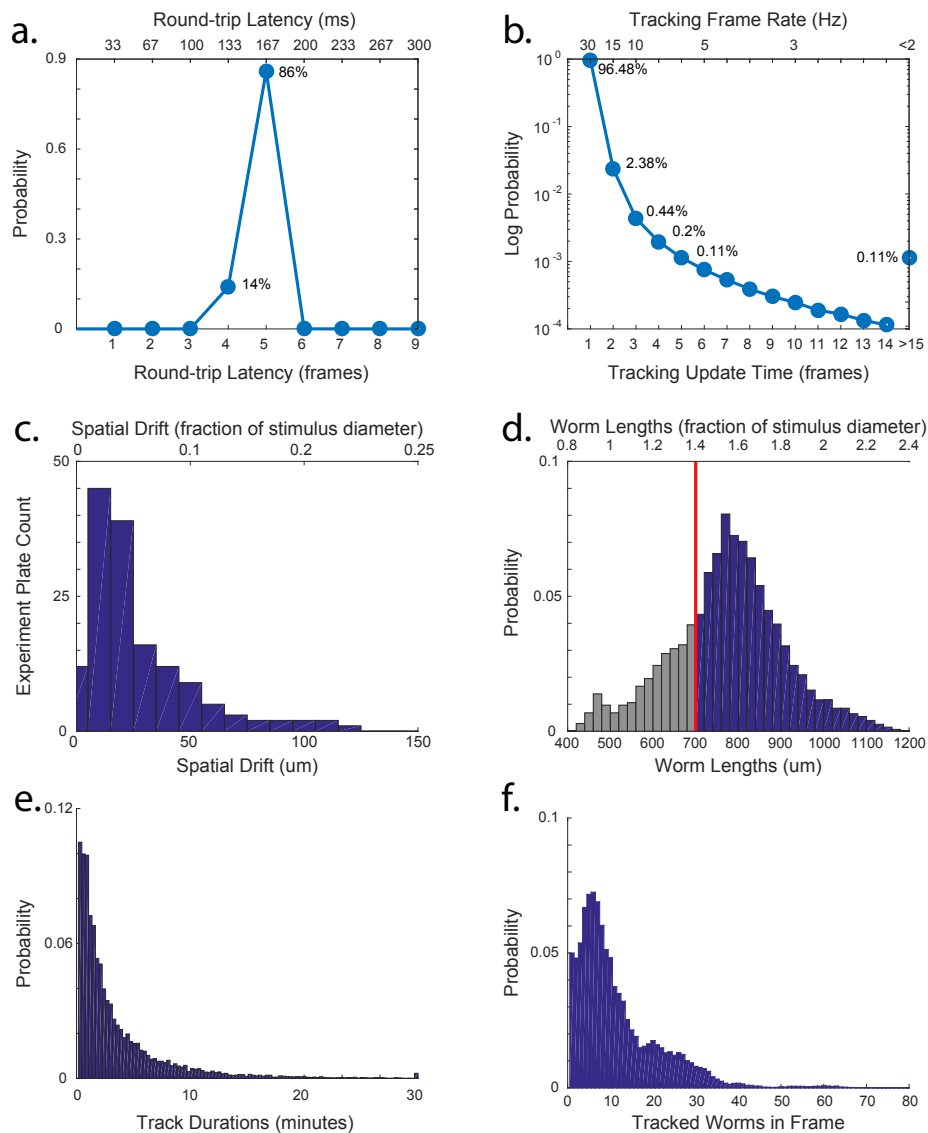 a.
Round-trip Latency (ms)
33 67 100 133 167 200 233 267 300
0.9
0.6
0.3
0
Probability
86%
14%
1 2 3 4 5 6 7 8 9
Round-trip Latency (frames)
b.
Tracking Frame Rate (Hz)
30 15 10 5 3 <2
10^0
10^-1
10^-2
10^-3
10^-4
Log Probability
96.48%
2.38%
0.44%
0.2%
0.11%
0.11%
1 2 3 4 5 6 7 8 9 10 11 12 13 14 >15
Tracking Update Time (frames)
c.
Spatial Drift (fraction of stimulus diameter)
0 0.1 0.2 0.25
50
25
0
Experiment Plate Count
0 50 100 150
Spatial Drift (um)
d.
Worm Lengths (fraction of stimulus diameter)
0.8 1 1.2 1.4 1.6 1.8 2 2.2 2.4
0.1
0.05
0
Probability
400 500 600 700 800 900 1000 1100 1200
Worm Lengths (um)
e.
0.12
0.06
0
Probability
0 10 20 30
Track Durations (minutes)
f.
0.1
0.05
0
Probability
0 10 20 30 40 50 60 70 80
Tracked Worms in Frame